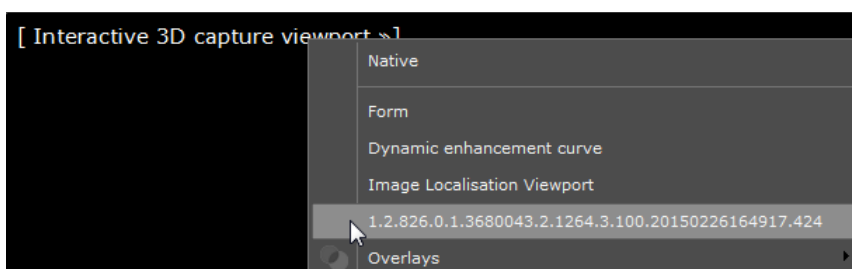 [ Interactive 3D capture viewport »]
Native
Form
Dynamic enhancement curve
Image Localisation Viewport
1.2.826.0.1.3680043.2.1264.3.100.20150226164917.424
Overlays